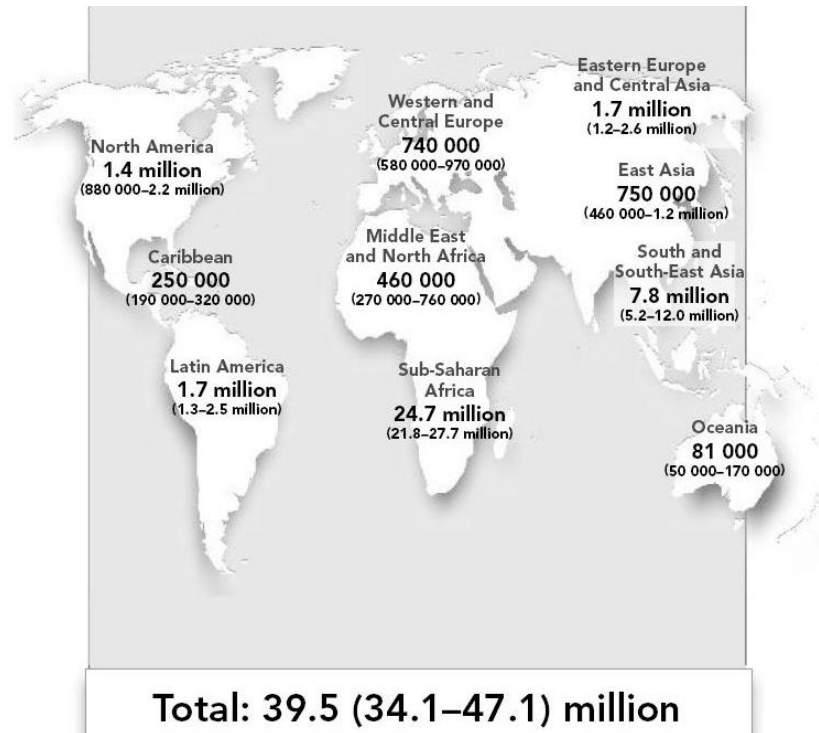 North America
1.4 million
(880 000–2.2 million)
Caribbean
250 000
(190 000–320 000)
Latin America
1.7 million
(1.3–2.5 million)
Western and
Central Europe
740 000
(580 000–970 000)
Middle East
and North Africa
460 000
(270 000–760 000)
Sub-Saharan
Africa
24.7 million
(21.8–27.7 million)
Eastern Europe
and Central Asia
1.7 million
(1.2–2.6 million)
East Asia
750 000
(460 000–1.2 million)
South and
South-East Asia
7.8 million
(5.2–12.0 million)
Oceania
81 000
(50 000–170 000)
Total: 39.5 (34.1–47.1) million